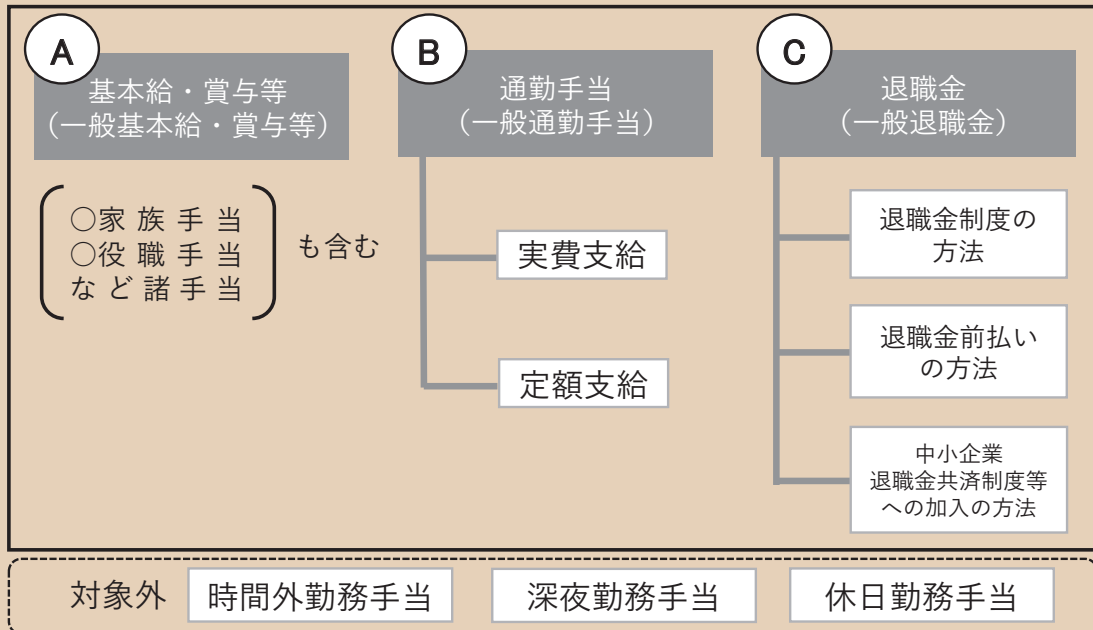 A
基本給・賞与等
（一般基本給・賞与等）
○家族手当
○役職手当
など諸手当
も含む
B
通勤手当
（一般通勤手当）
実費支給
定額支給
C
退職金
（一般退職金）
退職金制度の
方法
退職金前払い
の方法
中小企業
退職金共済制度等
への加入の方法
対象外
時間外勤務手当
深夜勤務手当
休日勤務手当